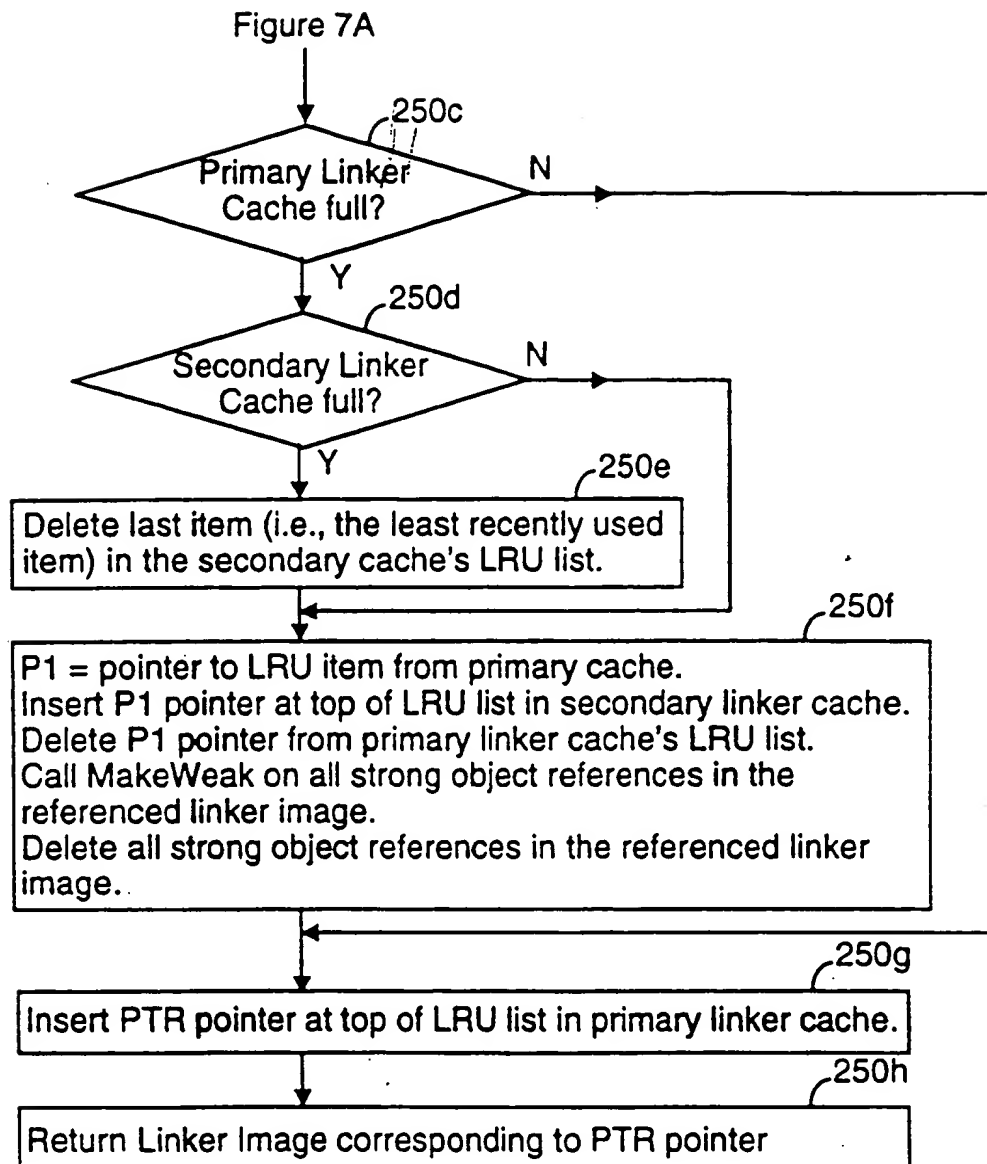 Figure 7A
250c
Primary Linker
Cache full?
N
Y
250d
Secondary Linker
Cache full?
N
Y
250e
Delete last item (i.e., the least recently used
item) in the secondary cache's LRU list.
250f
P1 = pointer to LRU item from primary cache.
Insert P1 pointer at top of LRU list in secondary linker cache.
Delete P1 pointer from primary linker cache's LRU list.
Call MakeWeak on all strong object references in the
referenced linker image.
Delete all strong object references in the referenced linker
image.
250g
Insert PTR pointer at top of LRU list in primary linker cache.
250h
Return Linker Image corresponding to PTR pointer